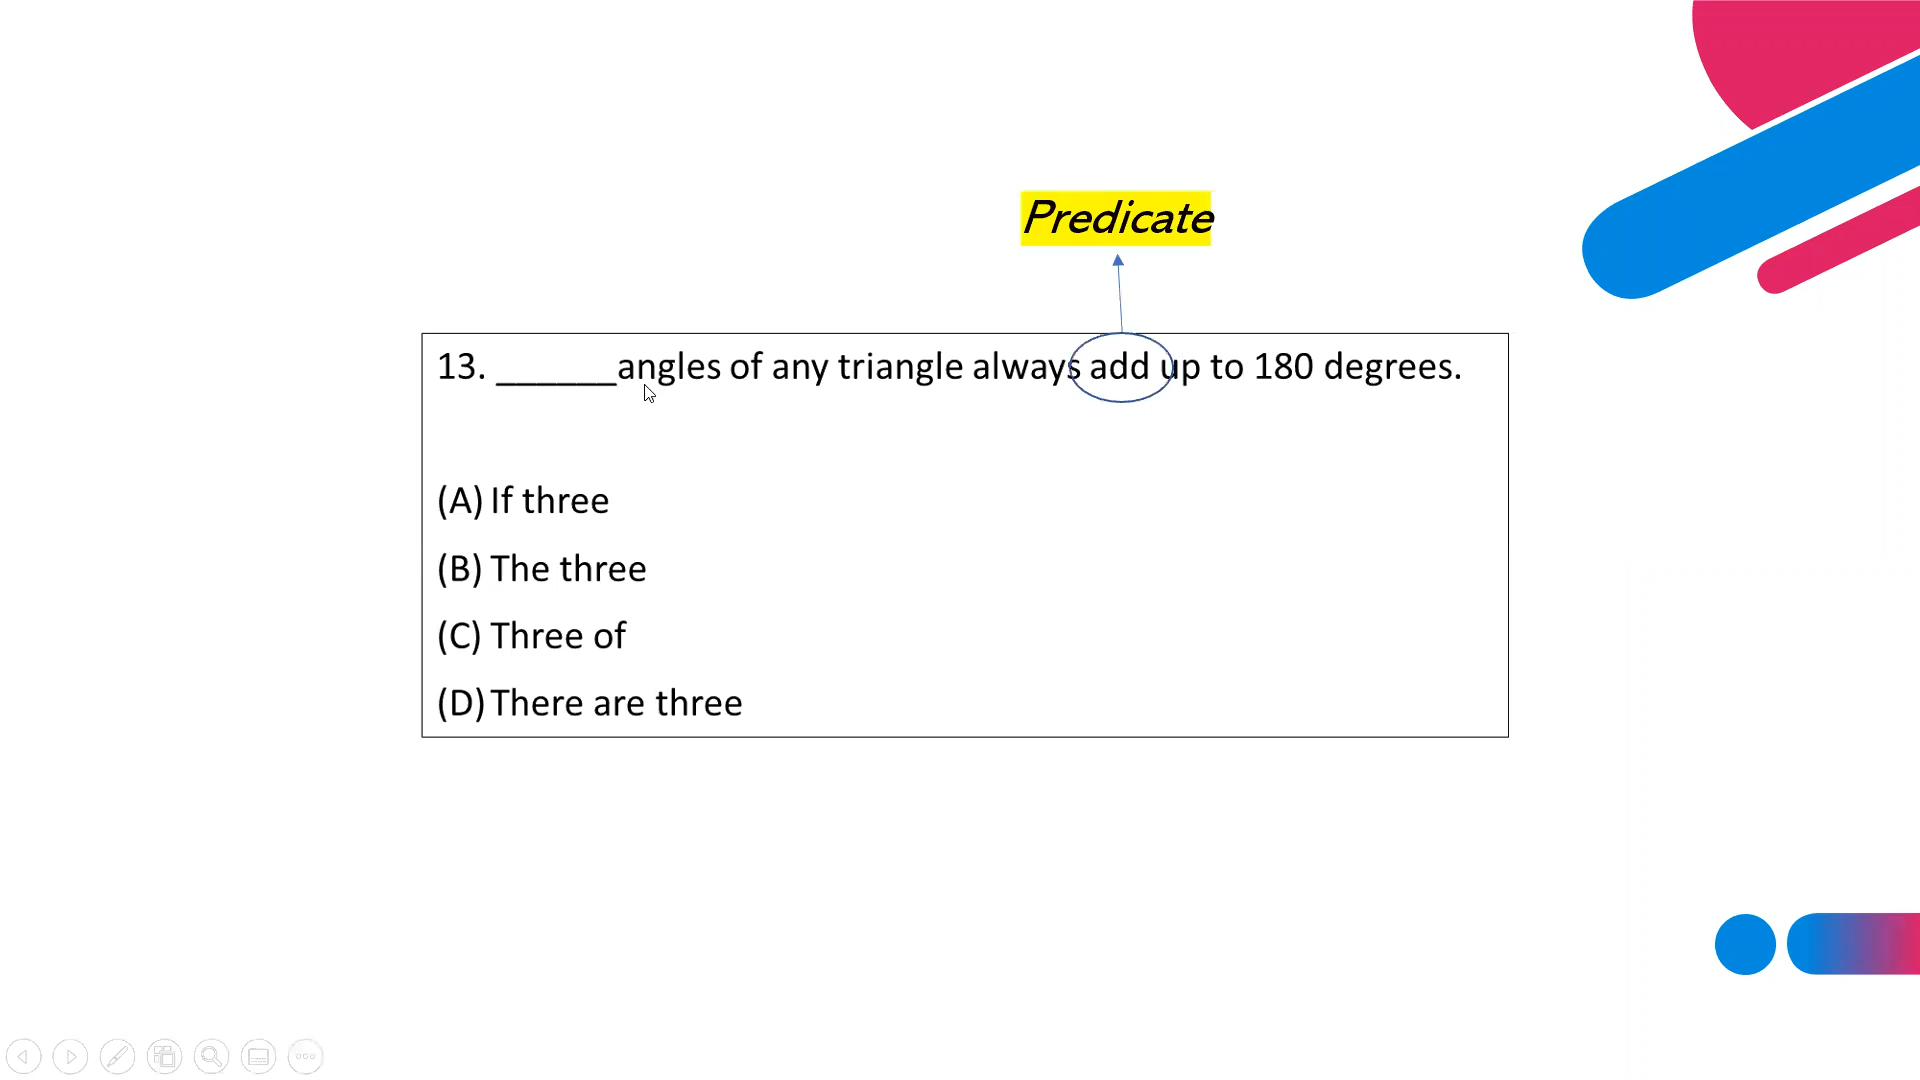 Predicate
13. ______angles of any triangle always add up to 180 degrees.
(A) If three
(B) The three
(C) Three of
(D) There are three